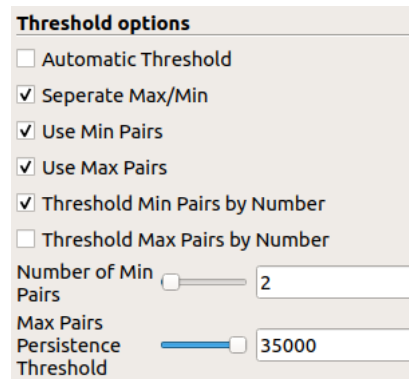 Threshold options
Automatic Threshold
Seperate Max/Min
Use Min Pairs
Use Max Pairs
Threshold Min Pairs by Number
Threshold Max Pairs by Number
Number of Min
Pairs
2
Max Pairs
Persistence
Threshold
35000